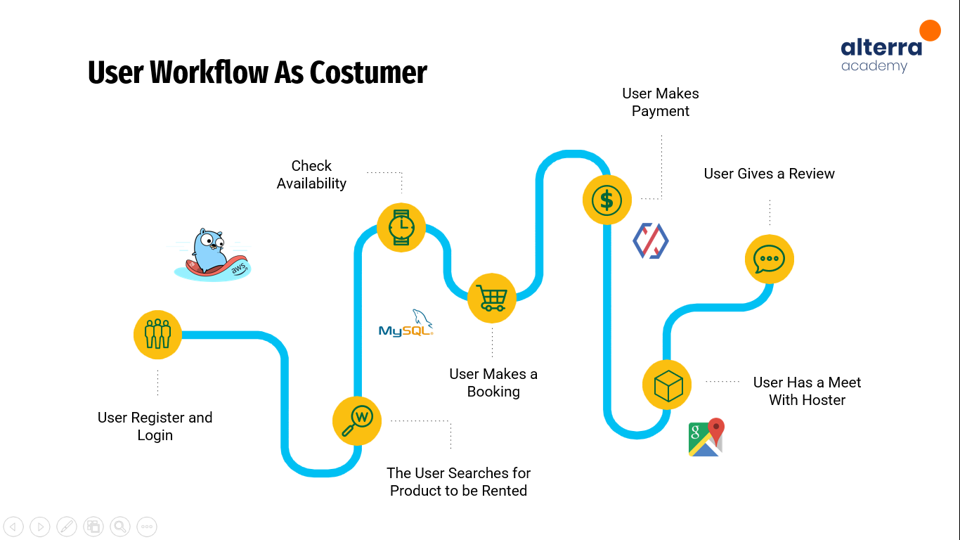 alterra
academy
User Workflow As Costumer
User Makes
Payment
Check
Availability
User Gives a Review
aws
$
MySQL
User Makes a
Booking
User Has a Meet
With Hoster
User Register and
Login
W
g
The User Searches for
Product to be Rented